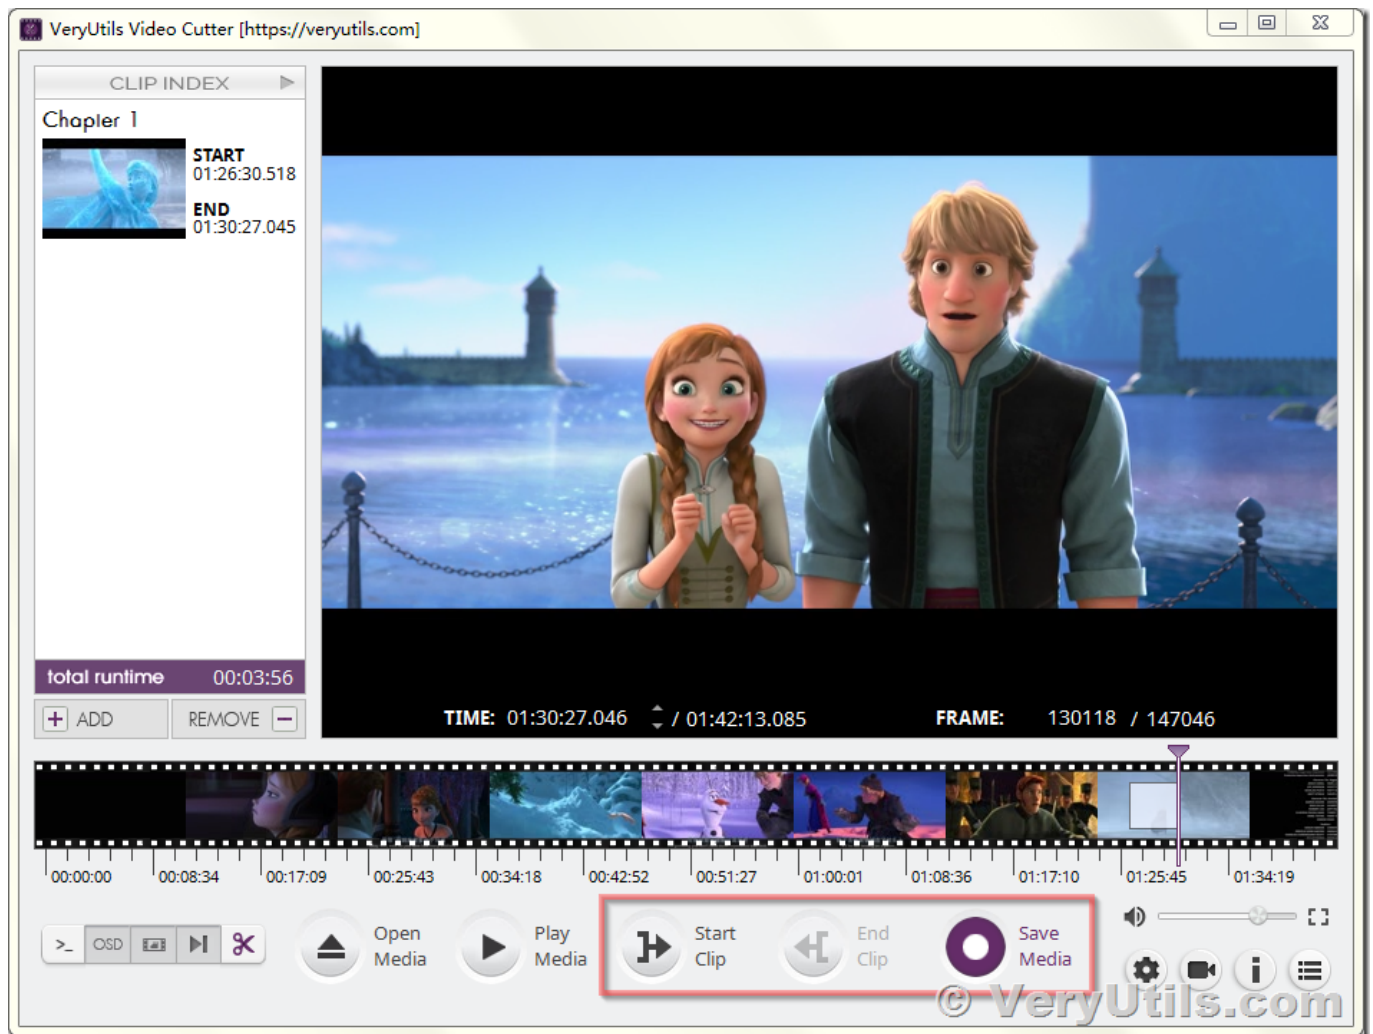 VeryUtils Video Cutter [https://veryutils.com]
CLIP INDEX
Chapter 1
START
01:26:30.518
END
01:30:27.045
total runtime 00:03:56
ADD REMOVE
TIME: 01:30:27.046 / 01:42:13.085 FRAME: 130118 / 147046
00:00:00 00:08:34 00:17:09 00:25:43 00:34:18 00:42:52 00:51:27 01:00:01 01:08:36 01:17:10 01:25:45 01:34:19
>_ OSD
Open
Media
Play
Media
Start
Clip
End
Clip
Save
Media
© VeryUtils.com